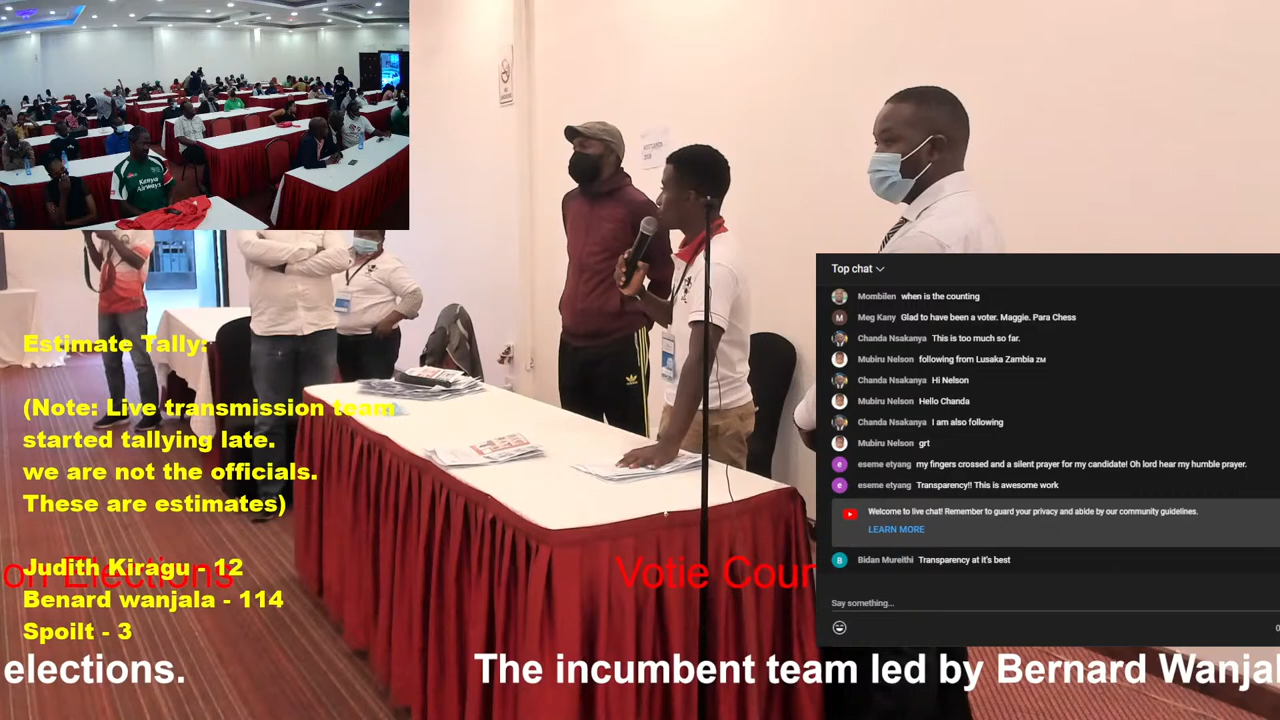 Kenya
Airways
Estimate Tally:
(Note: Live transmission team
started tallying late.
we are not the officials.
These are estimates)
Judith Kiragu - 12
Benard wanjala - 114
Spoilt - 3
on Elections
Votie Coun
elections.
The incumbent team led by Bernard Wanjal
Top chat
Mombilen when is the counting
M Meg Kany Glad to have been a voter. Maggie. Para Chess
Chanda Nsakanya This is too much so far.
Mubiru Nelson following from Lusaka Zambia ZM
Chanda Nsakanya Hi Nelson
Mubiru Nelson Hello Chanda
Chanda Nsakanya I am also following
Mubiru Nelson grt
e eseme etyang my fingers crossed and a silent prayer for my candidate! Oh lord hear my humble prayer.
e eseme etyang Transparency!! This is awesome work
Welcome to live chat! Remember to guard your privacy and abide by our community guidelines.
LEARN MORE
B Bidan Mureithi Transparency at it's best
Say something...